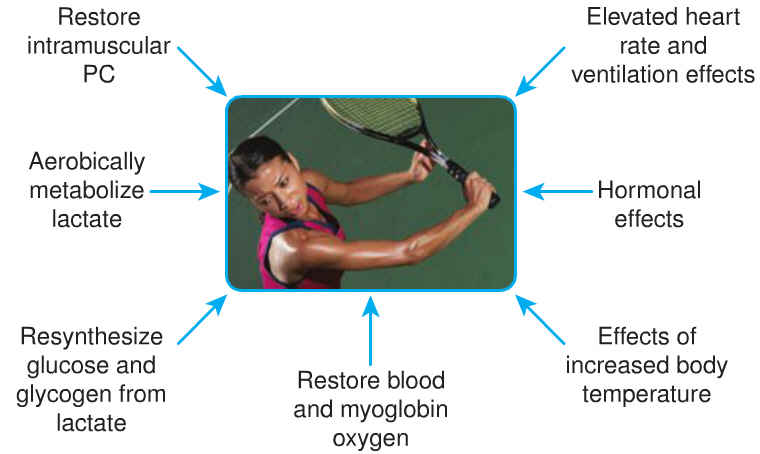 Restore
intramuscular
PC
Elevated heart
rate and
ventilation effects
Aerobically
metabolize
lactate
Hormonal
effects
Resynthesize
glucose and
glycogen from
lactate
Restore blood
and myoglobin
oxygen
Effects of
increased body
temperature